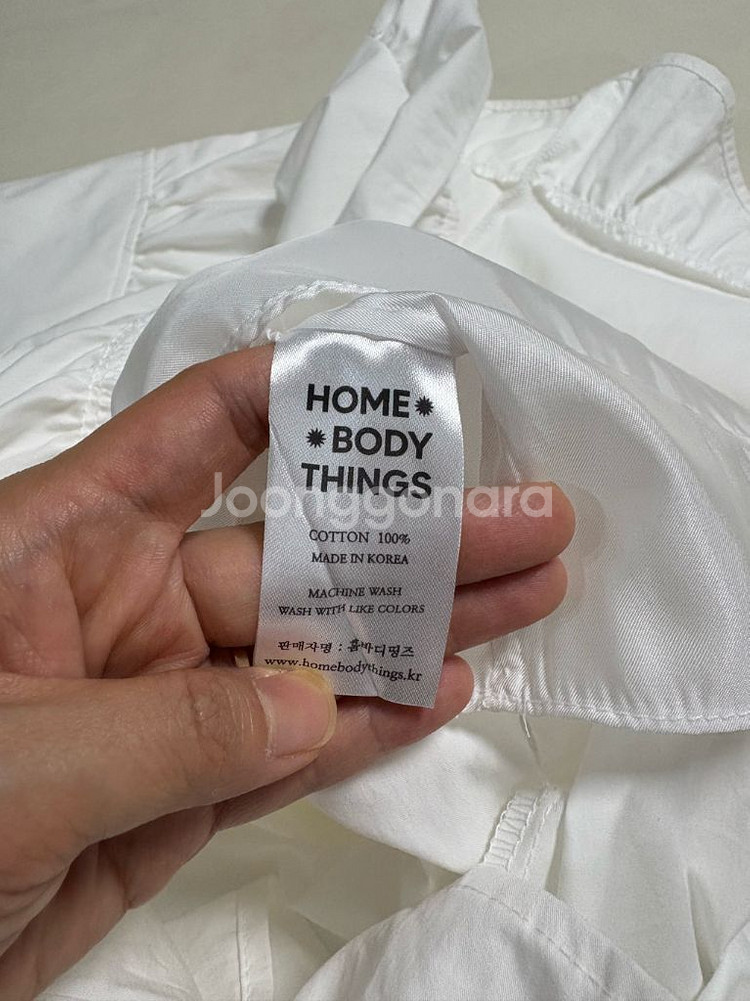 HOME✹
✹BODY
THINGS
Joonggonara
COTTON 100%
MADE IN KOREA
MACHINE WASH
WASH WITH LIKE COLORS
판매자명 : 홈바디띵즈
www.homebodythings.kr